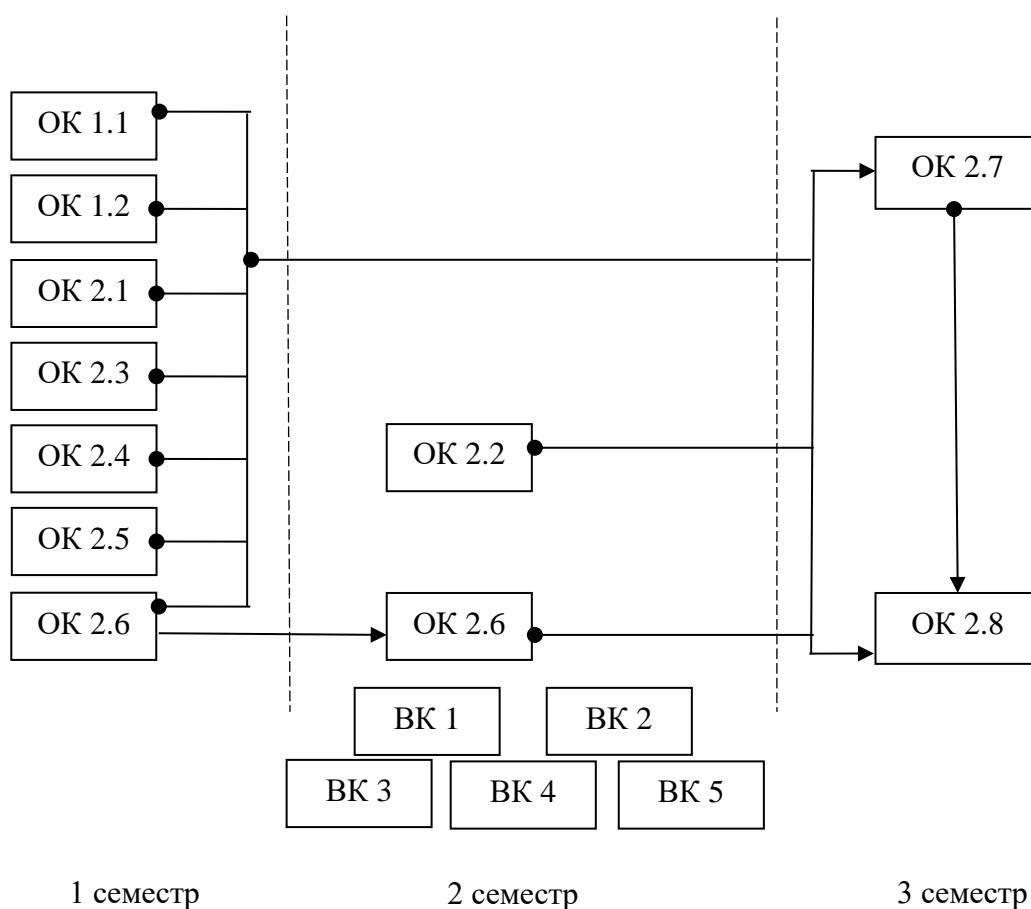 ОК 1.1
ОК 1.2
ОК 2.1
ОК 2.3
ОК 2.4
ОК 2.5
ОК 2.6
ОК 2.2
ОК 2.6
ВК 1
ВК 2
ВК 3
ВК 4
ВК 5
ОК 2.7
ОК 2.8
1 семестр
2 семестр
3 семестр